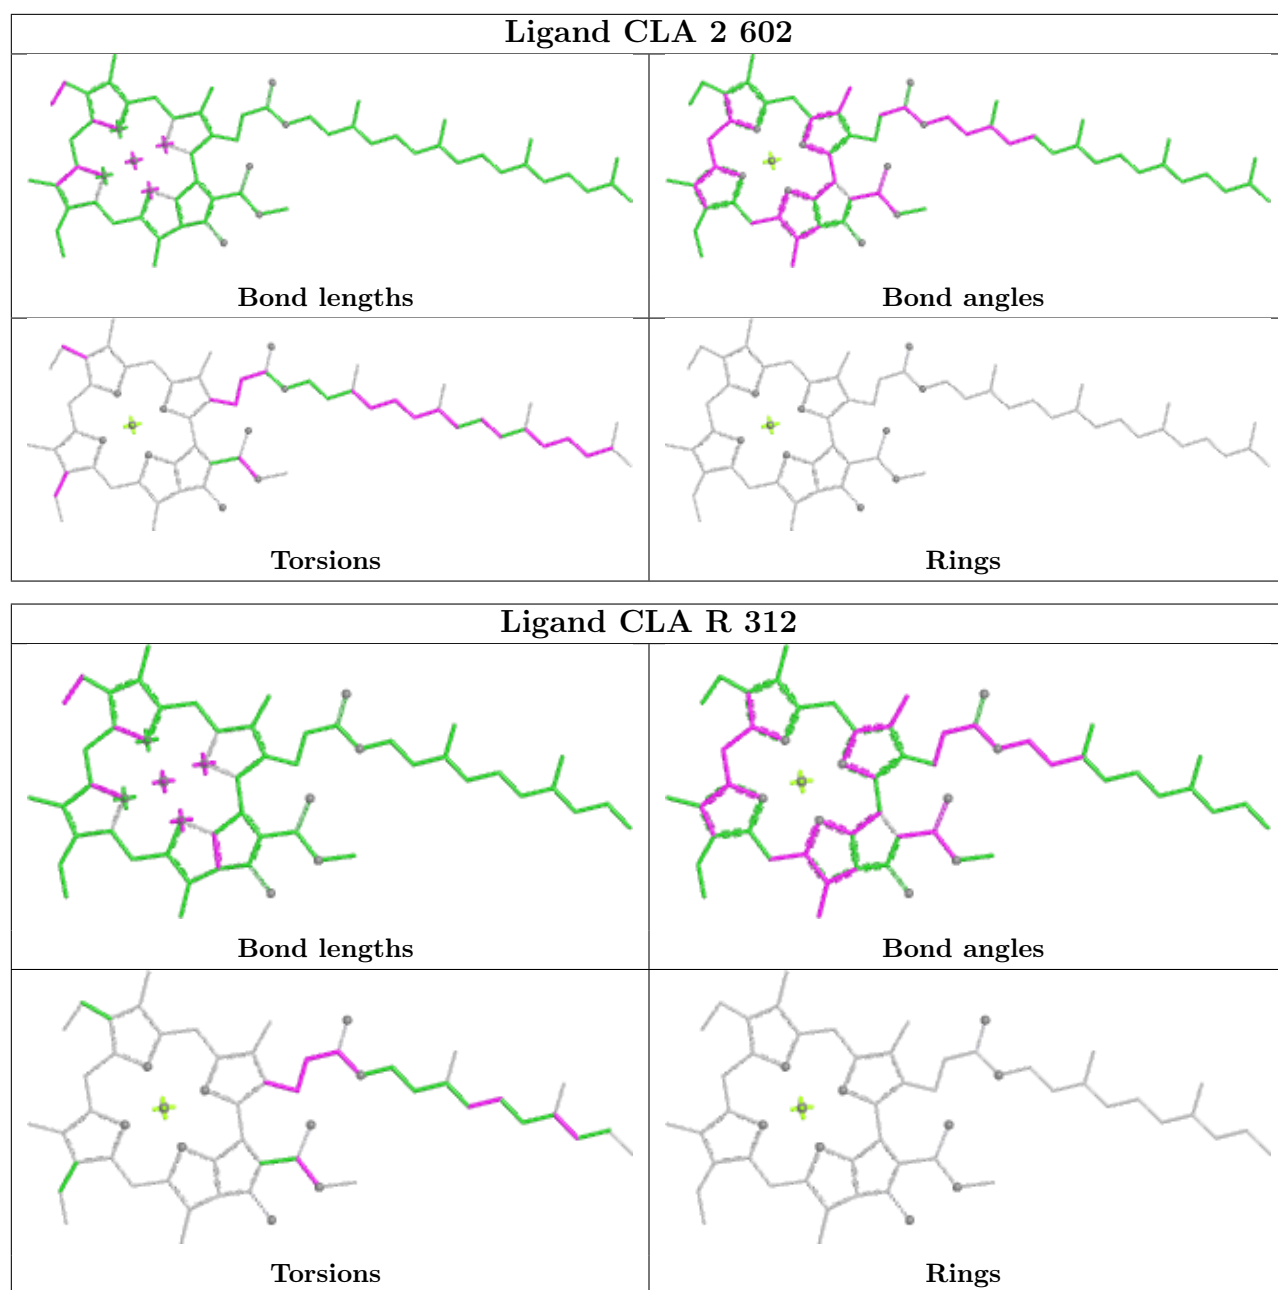 Ligand CLA 2 602
Bond lengths
Bond angles
Torsions
Rings
Ligand CLA R 312
Bond lengths
Bond angles
Torsions
Rings